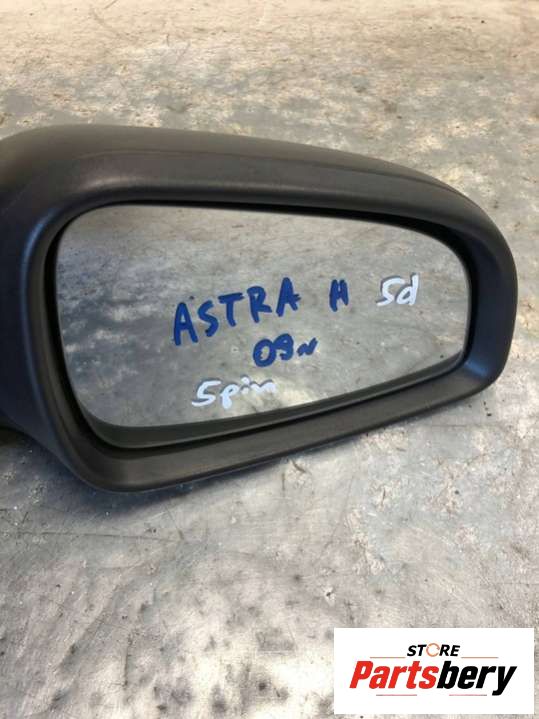 ASTRA H 5d
09n
5pin
STORE
Partsbery